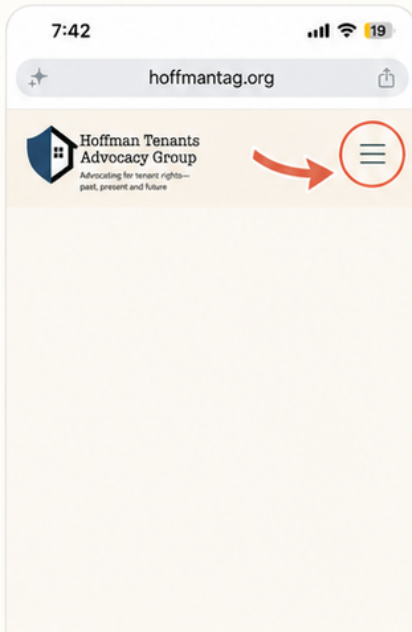 7:42
19
hoffmantag.org
Hoffman Tenants
Advocacy Group
Advocating for tenant rights—
past, present and future